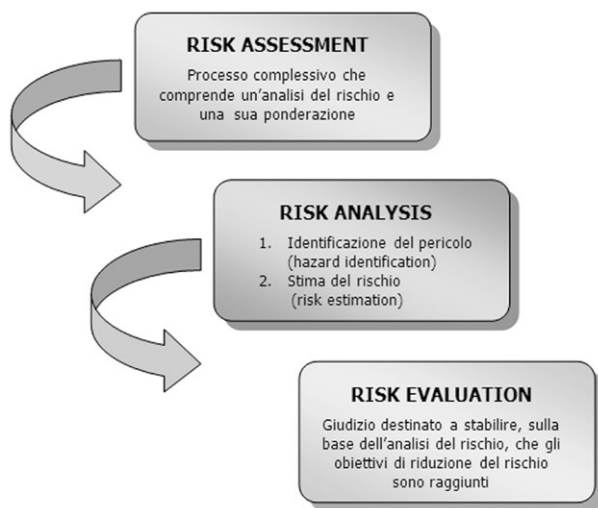 RISK ASSESSMENT
Processo complessivo che
comprende un'analisi del rischio e
una sua ponderazione
RISK ANALYSIS
1. Identificazione del pericolo
(hazard identification)
2. Stima del rischio
(risk estimation)
RISK EVALUATION
Giudizio destinato a stabilire, sulla
base dell'analisi del rischio, che gli
obiettivi di riduzione del rischio
sono raggiunti